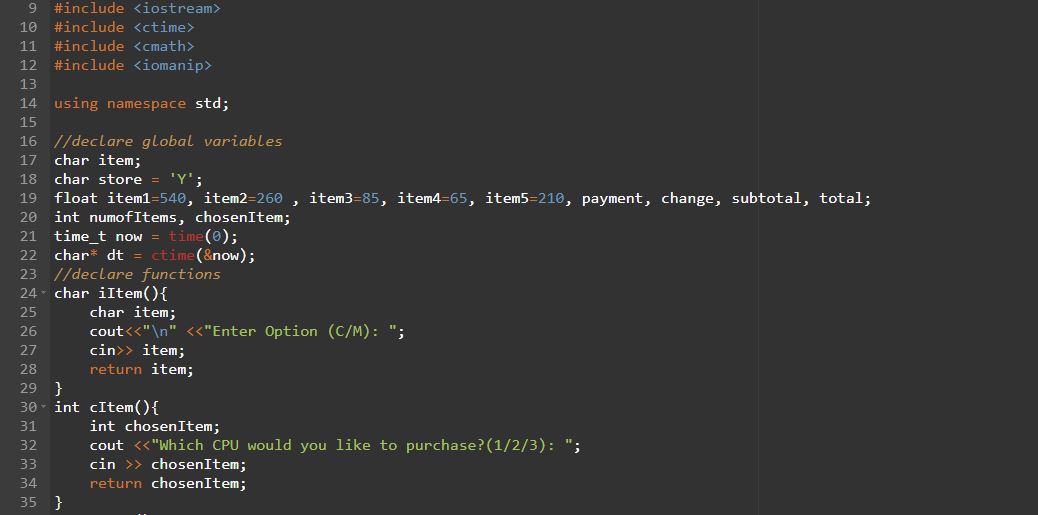 9 #include <iostream>
10 #include <ctime>
11 #include <cmath>
12 #include <iomanip>
13
14 using namespace std;
15
16 //declare global variables
17 char item;
18 char store = 'Y';
19 float item1=540, item2=260 , item3=85, item4=65, item5=210, payment, change, subtotal, total;
20 int numofItems, chosenItem;
21 time_t now = time(0);
22 char* dt = ctime(&now);
23 //declare functions
24 char iItem(){
25     char item;
26     cout<<"\n" <<"Enter Option (C/M): ";
27     cin>> item;
28     return item;
29 }
30 int cItem(){
31     int chosenItem;
32     cout <<"Which CPU would you like to purchase?(1/2/3): ";
33     cin >> chosenItem;
34     return chosenItem;
35 }